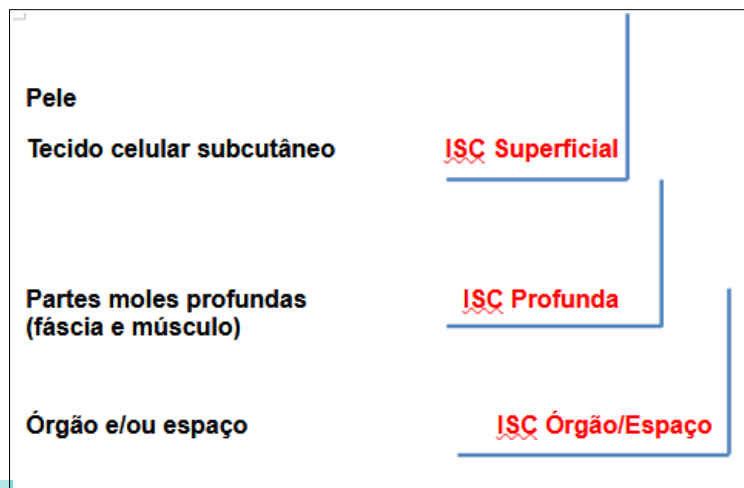 Pele
Tecido celular subcutâneo ISC Superficial
Partes moles profundas ISC Profunda
(fáscia e músculo)
Órgão e/ou espaço ISC Órgão/Espaço